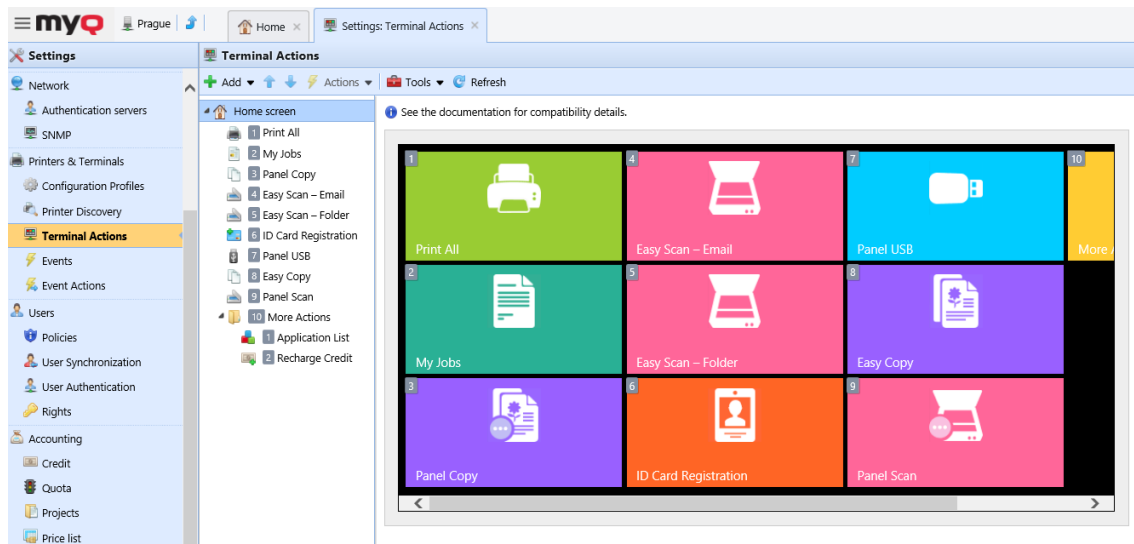 myQ
Prague
Home
Settings: Terminal Actions
Settings
Network
Authentication servers
SNMP
Printers & Terminals
Configuration Profiles
Printer Discovery
Terminal Actions
Events
Event Actions
Users
Policies
User Synchronization
User Authentication
Rights
Accounting
Credit
Quota
Projects
Price list
Terminal Actions
Add Actions Tools Refresh
Home screen
1 Print All
2 My Jobs
3 Panel Copy
4 Easy Scan – Email
5 Easy Scan – Folder
6 ID Card Registration
7 Panel USB
8 Easy Copy
9 Panel Scan
10 More Actions
1 Application List
2 Recharge Credit
See the documentation for compatibility details.
1
Print All
4
Easy Scan – Email
7
Panel USB
10
More
2
My Jobs
5
Easy Scan – Folder
8
Easy Copy
3
Panel Copy
6
ID Card Registration
9
Panel Scan